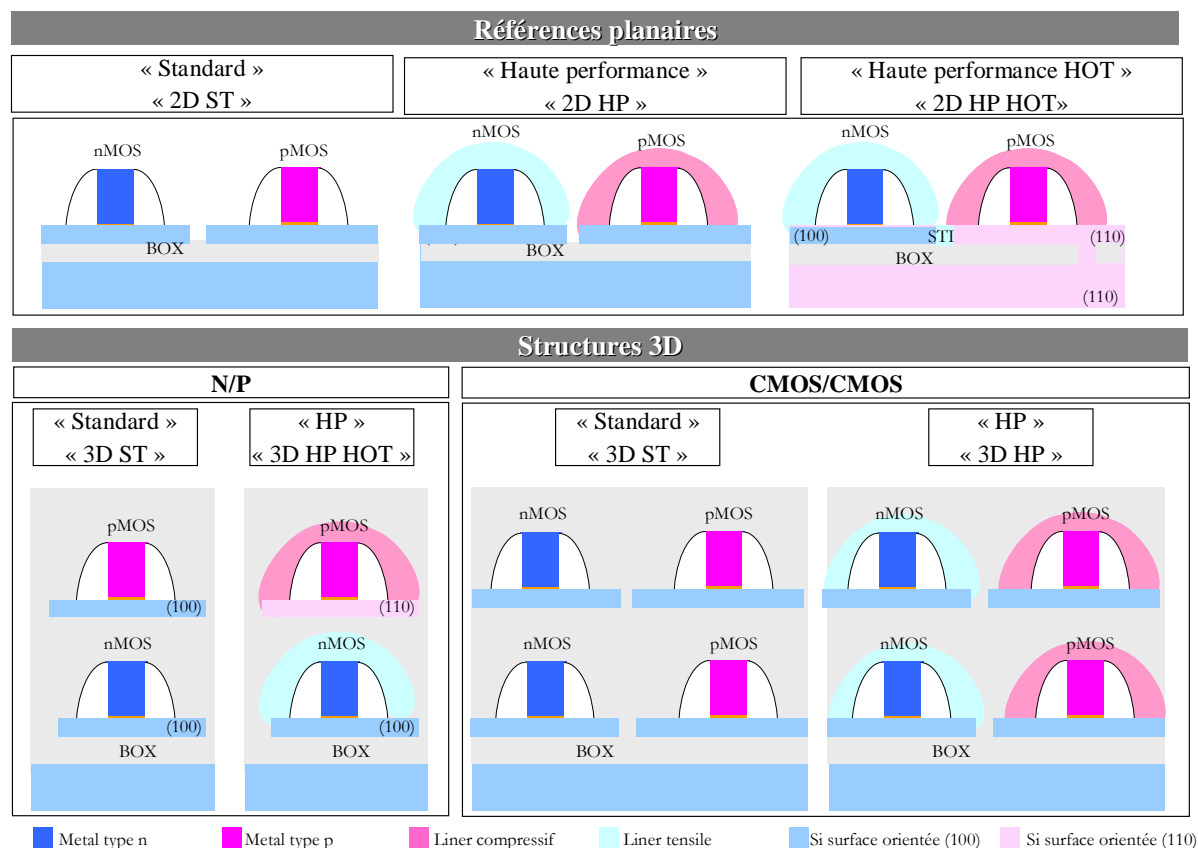 Références planaires
« Standard »
« 2D ST »
« Haute performance »
« 2D HP »
« Haute performance HOT »
« 2D HP HOT»
nMOS
pMOS
BOX
nMOS
pMOS
BOX
nMOS
pMOS
(100)
STI
(110)
BOX
(110)
Structures 3D
N/P
CMOS/CMOS
« Standard »
« 3D ST »
« HP »
« 3D HP HOT »
« Standard »
« 3D ST »
« HP »
« 3D HP »
pMOS
(100)
nMOS
(100)
BOX
pMOS
(110)
nMOS
(100)
BOX
nMOS
pMOS
nMOS
pMOS
BOX
nMOS
pMOS
nMOS
pMOS
BOX
Metal type n
Metal type p
Liner compressif
Liner tensile
Si surface orientée (100)
Si surface orientée (110)